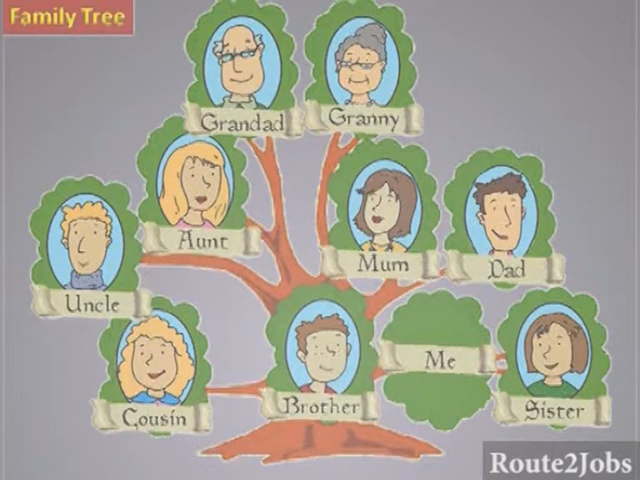 Family Tree
Grandad
Granny
Aunt
Mum
Dad
Uncle
Me
Cousin
Brother
Sister
Route2Jobs